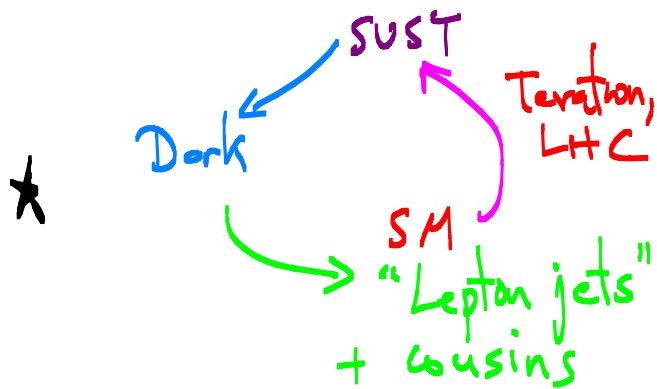 SUSY
Tevatron,
LHC
Dark
SM
"Lepton jets"
+ cousins